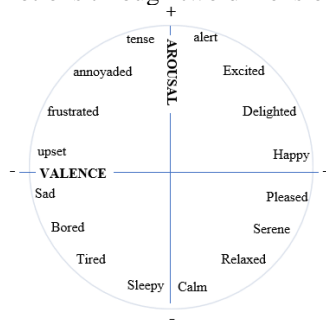 +
tense
alert
AROUSAL
annoyaded
Excited
frustrated
Delighted
upset
Happy
- VALENCE -
Sad
Pleased
Bored
Serene
Tired
Relaxed
Sleepy
Calm
-